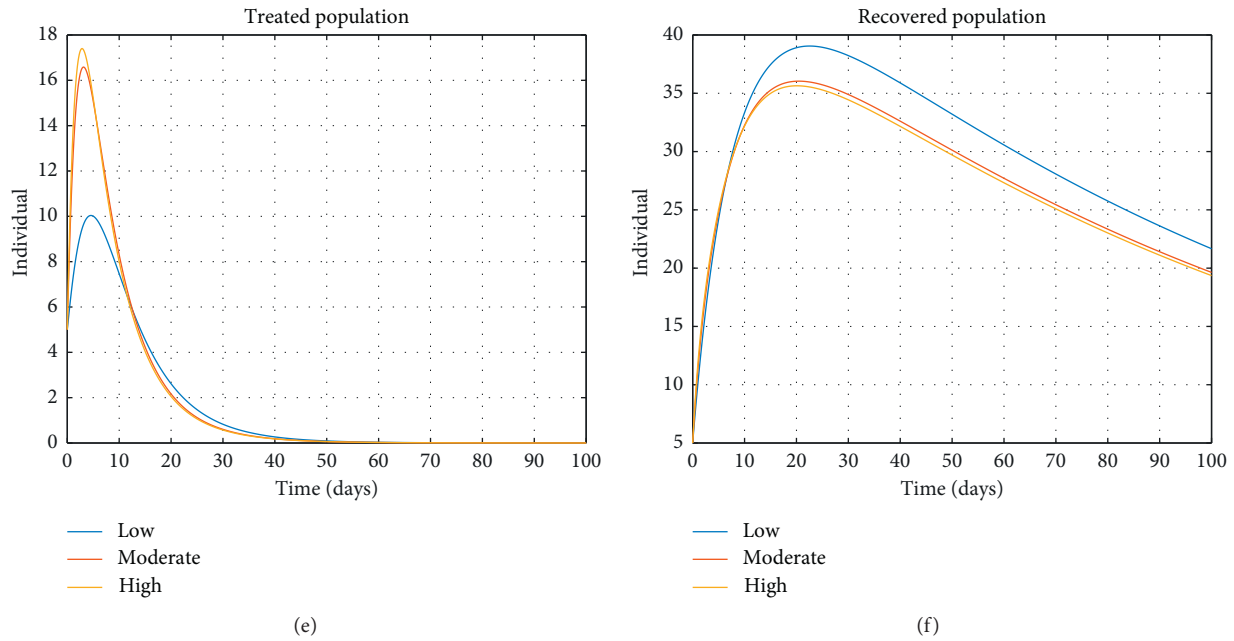 Treated population
18
16
14
12
10
8
6
4
2
0
Individual
0 10 20 30 40 50 60 70 80 90 100
Time (days)
Low
Moderate
High
(e)
Recovered population
40
35
30
25
20
15
10
5
Individual
0 10 20 30 40 50 60 70 80 90 100
Time (days)
Low
Moderate
High
(f)